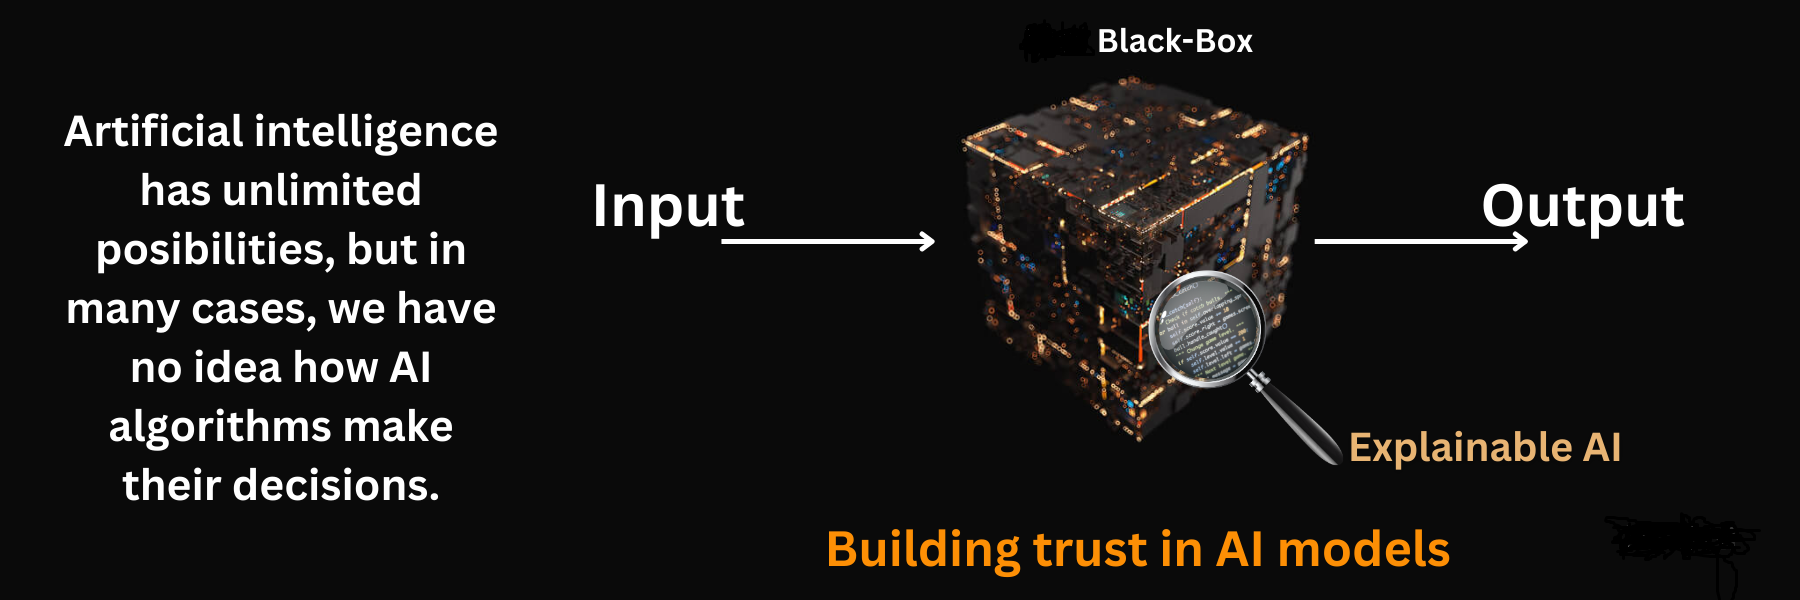 Artificial intelligence
has unlimited
posibilities, but in
many cases, we have
no idea how AI
algorithms make
their decisions.
Black-Box
Input
Output
Explainable AI
Building trust in AI models